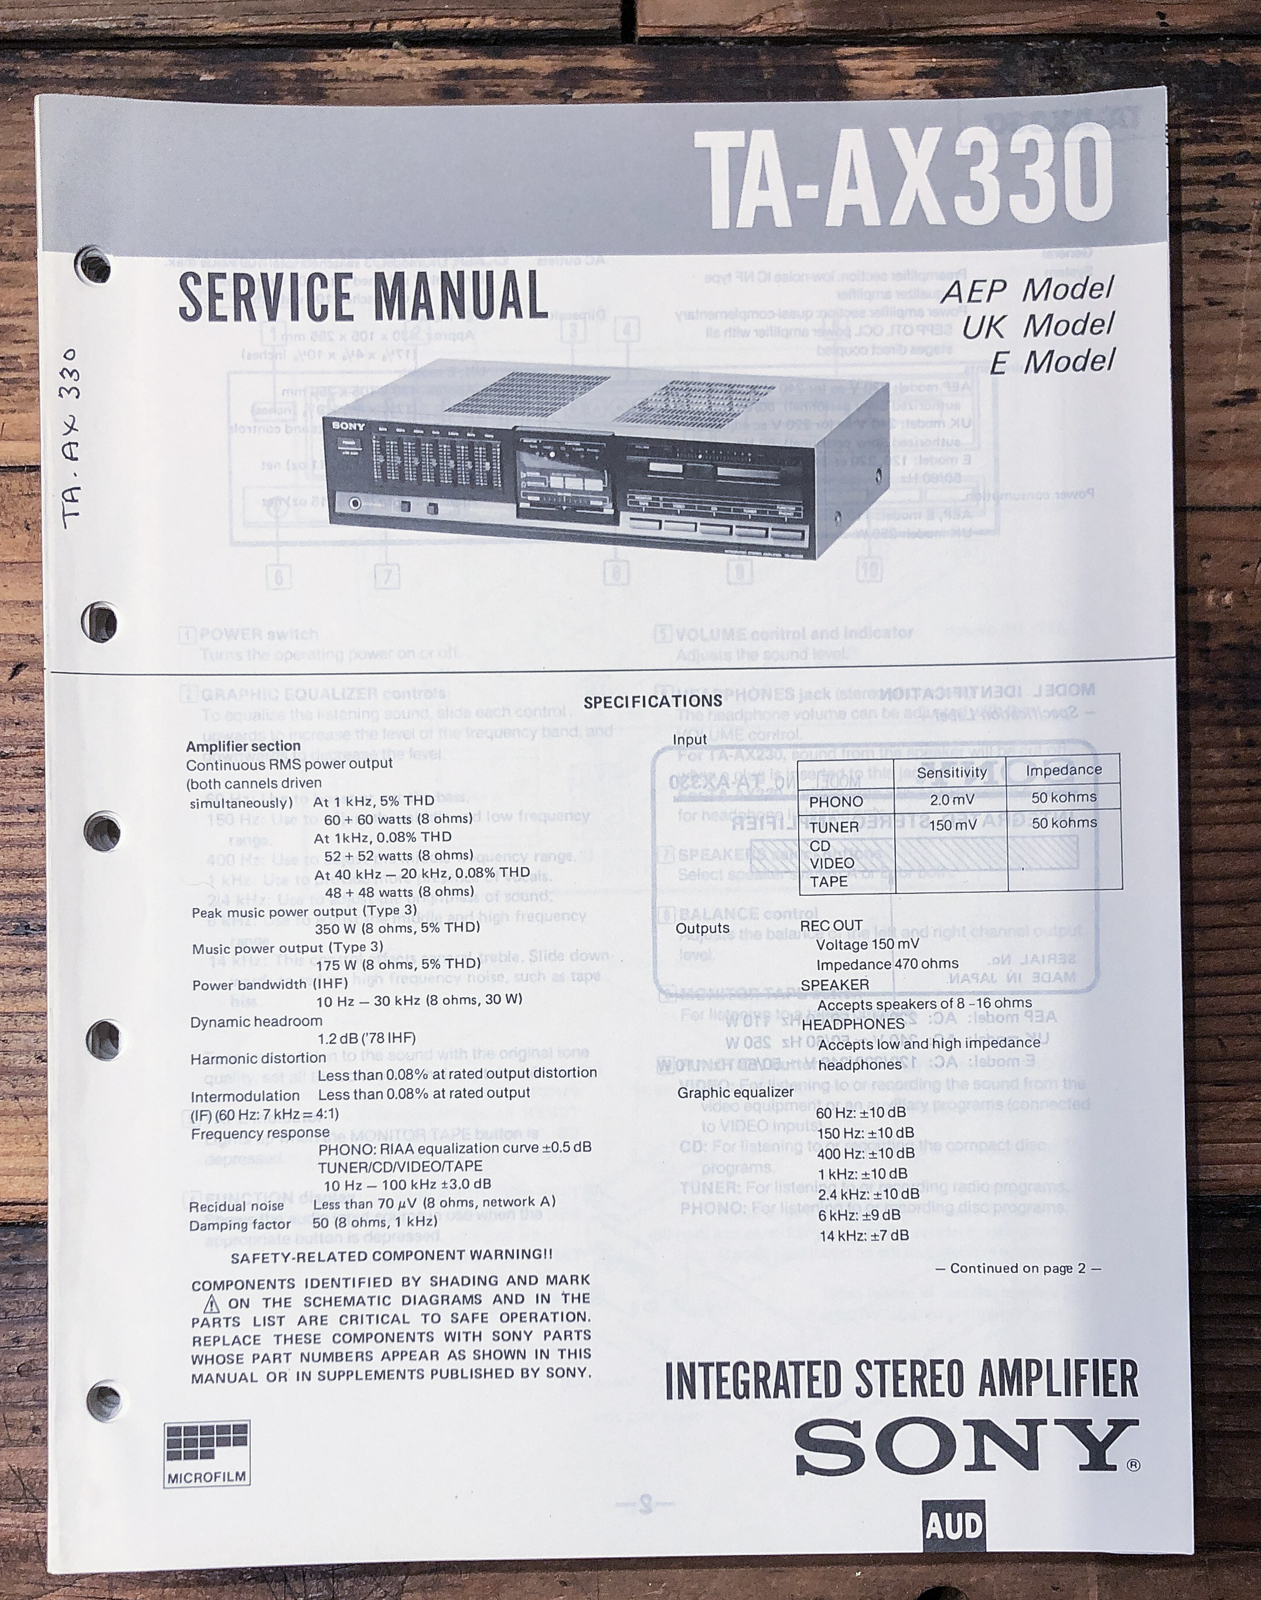 TA-AX330
SERVICE MANUAL
AEP Model
UK Model
E Model
TA. AX 330
SONY
SPECIFICATIONS
Amplifier section
Continuous RMS power output
(both cannels driven
simultaneously) At 1 kHz, 5% THD
60 + 60 watts (8 ohms)
At 1kHz, 0.08% THD
52 + 52 watts (8 ohms)
At 40 kHz – 20 kHz, 0.08% THD
48 + 48 watts (8 ohms)
Peak music power output (Type 3)
350 W (8 ohms, 5% THD)
Music power output (Type 3)
175 W (8 ohms, 5% THD)
Power bandwidth (IHF)
10 Hz – 30 kHz (8 ohms, 30 W)
Dynamic headroom
1.2 dB ('78 IHF)
Harmonic distortion
Less than 0.08% at rated output distortion
Intermodulation Less than 0.08% at rated output
(IF) (60 Hz: 7 kHz = 4:1)
Frequency response
PHONO: RIAA equalization curve ±0.5 dB
TUNER/CD/VIDEO/TAPE
10 Hz – 100 kHz ±3.0 dB
Recidual noise Less than 70 μV (8 ohms, network A)
Damping factor 50 (8 ohms, 1 kHz)
SAFETY-RELATED COMPONENT WARNING!!
COMPONENTS IDENTIFIED BY SHADING AND MARK
⚠ ON THE SCHEMATIC DIAGRAMS AND IN THE
PARTS LIST ARE CRITICAL TO SAFE OPERATION.
REPLACE THESE COMPONENTS WITH SONY PARTS
WHOSE PART NUMBERS APPEAR AS SHOWN IN THIS
MANUAL OR IN SUPPLEMENTS PUBLISHED BY SONY.
MICROFILM
Input
Sensitivity Impedance
PHONO 2.0 mV 50 kohms
TUNER 150 mV 50 kohms
CD
VIDEO
TAPE
Outputs REC OUT
Voltage 150 mV
Impedance 470 ohms
SPEAKER
Accepts speakers of 8 – 16 ohms
HEADPHONES
Accepts low and high impedance
headphones
Graphic equalizer
60 Hz: ±10 dB
150 Hz: ±10 dB
400 Hz: ±10 dB
1 kHz: ±10 dB
2.4 kHz: ±10 dB
6 kHz: ±9 dB
14 kHz: ±7 dB
– Continued on page 2 –
INTEGRATED STEREO AMPLIFIER
SONY®
AUD